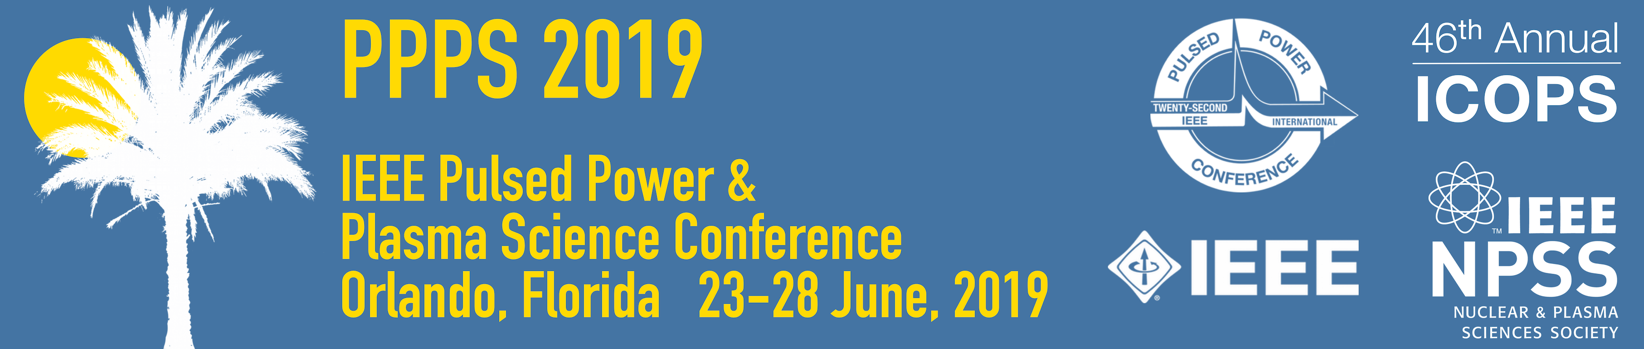 PPPS 2019
IEEE Pulsed Power &
Plasma Science Conference
Orlando, Florida 23-28 June, 2019
PULSED POWER
TWENTY-SECOND
IEEE INTERNATIONAL
CONFERENCE
46th Annual
ICOPS
IEEE
®
™ IEEE
NPSS
NUCLEAR & PLASMA
SCIENCES SOCIETY